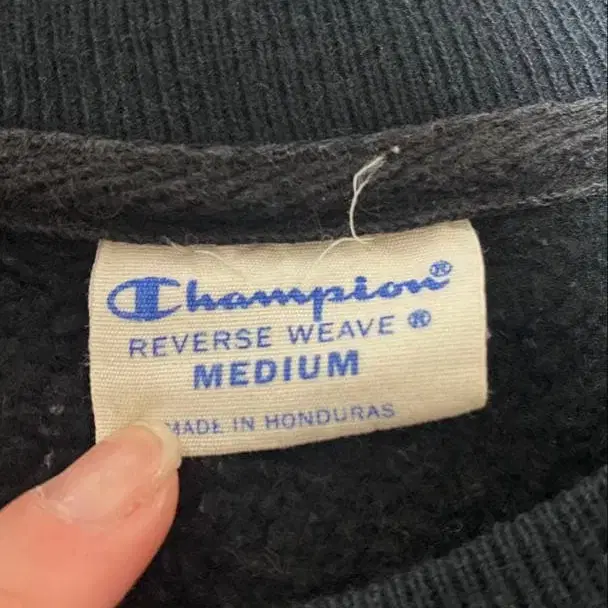 Champion®
REVERSE WEAVE ®
MEDIUM
MADE IN HONDURAS